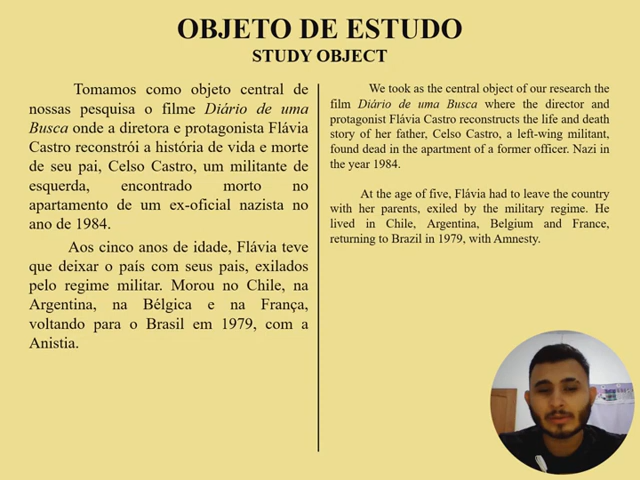 OBJETO DE ESTUDO
STUDY OBJECT
Tomamos como objeto central de
nossas pesquisa o filme Diário de uma
Busca onde a diretora e protagonista Flávia
Castro reconstrói a história de vida e morte
de seu pai, Celso Castro, um militante de
esquerda, encontrado morto no
apartamento de um ex-oficial nazista no
ano de 1984.
Aos cinco anos de idade, Flávia teve
que deixar o país com seus pais, exilados
pelo regime militar. Morou no Chile, na
Argentina, na Bélgica e na França,
voltando para o Brasil em 1979, com a
Anistia.
We took as the central object of our research the
film Diário de uma Busca where the director and
protagonist Flávia Castro reconstructs the life and death
story of her father, Celso Castro, a left-wing militant,
found dead in the apartment of a former officer. Nazi in
the year 1984.
At the age of five, Flávia had to leave the country
with her parents, exiled by the military regime. He
lived in Chile, Argentina, Belgium and France,
returning to Brazil in 1979, with Amnesty.